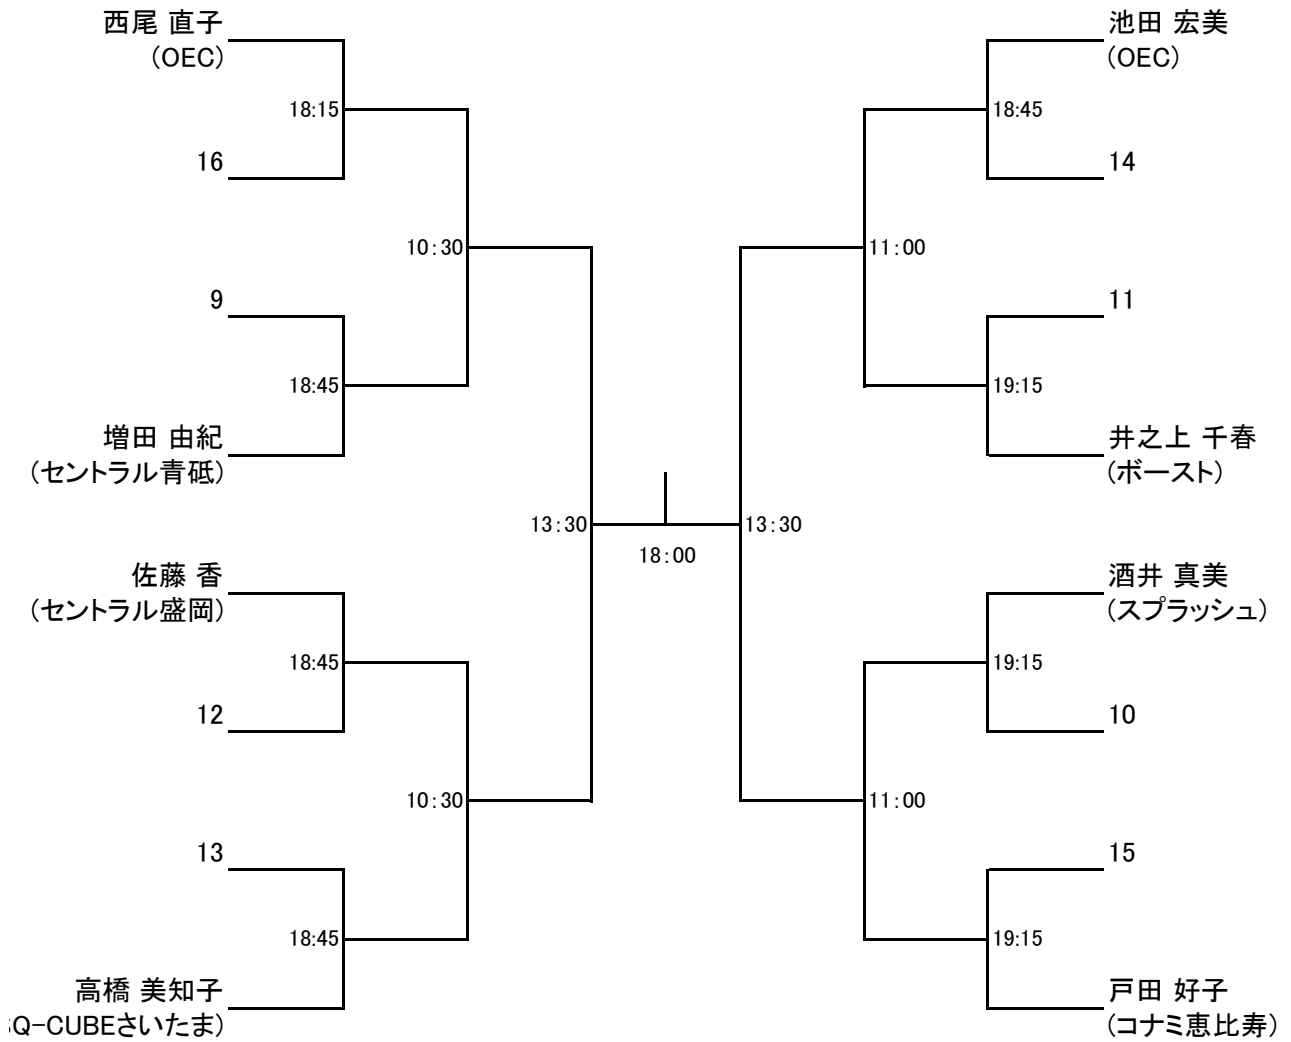 西尾 直子
(OEC)
18:15
16
10:30
9
18:45
増田 由紀
(セントラル青砥)
13:30
佐藤 香
(セントラル盛岡)
18:45
12
10:30
13
18:45
高橋 美知子
Q-CUBEさいたま)
18:00
池田 宏美
(OEC)
18:45
14
11:00
11
19:15
井之上 千春
(ボースト)
13:30
酒井 真美
(スプラッシュ)
19:15
10
11:00
15
19:15
戸田 好子
(コナミ恵比寿)